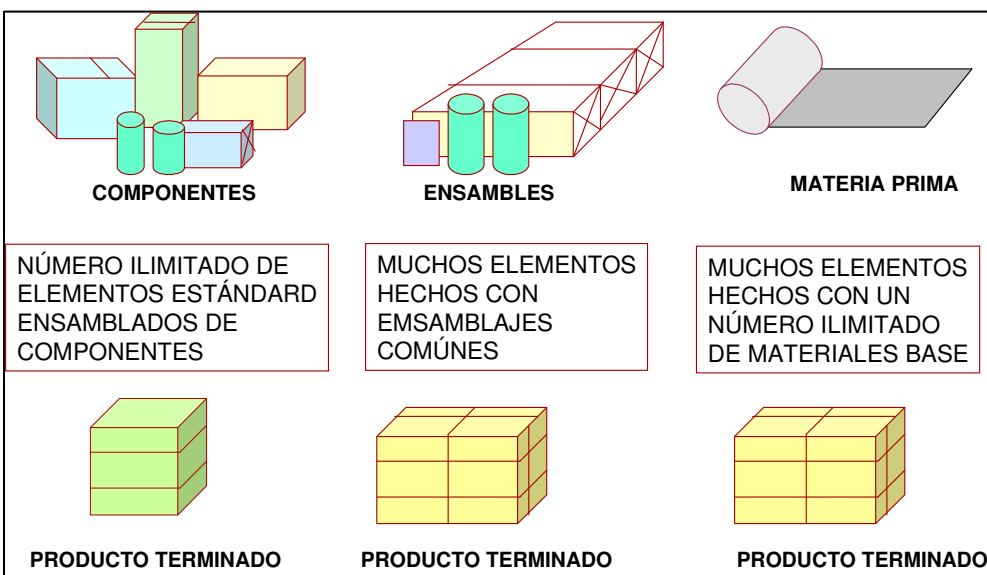 COMPONENTES
ENSAMBLES
MATERIA PRIMA
NÚMERO ILIMITADO DE
ELEMENTOS ESTÁNDARD
ENSAMBLADOS DE
COMPONENTES
MUCHOS ELEMENTOS
HECHOS CON
EMSAMBLAJES
COMÚNES
MUCHOS ELEMENTOS
HECHOS CON UN
NÚMERO ILIMITADO
DE MATERIALES BASE
PRODUCTO TERMINADO
PRODUCTO TERMINADO
PRODUCTO TERMINADO